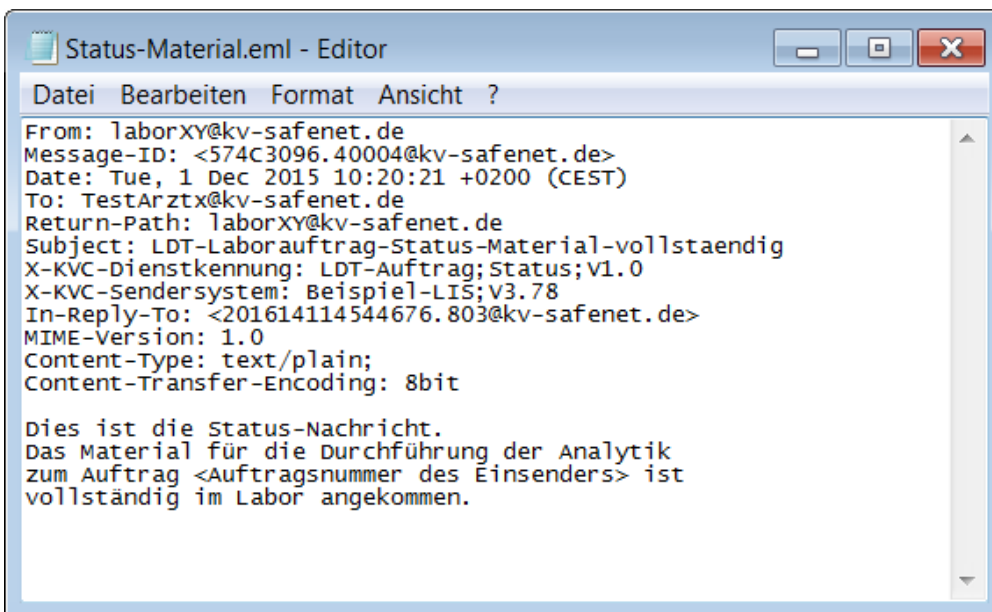 Status-Material.eml - Editor
Datei Bearbeiten Format Ansicht ?
From: laborXY@kv-safenet.de
Message-ID: <574C3096.40004@kv-safenet.de>
Date: Tue, 1 Dec 2015 10:20:21 +0200 (CEST)
To: TestArztx@kv-safenet.de
Return-Path: laborXY@kv-safenet.de
Subject: LDT-Laborauftrag-Status-Material-vollstaendig
X-KVC-Dienstkennung: LDT-Auftrag;Status;V1.0
X-KVC-Sendersystem: Beispiel-LIS;V3.78
In-Reply-To: <201614114544676.803@kv-safenet.de>
MIME-Version: 1.0
Content-Type: text/plain;
Content-Transfer-Encoding: 8bit
Dies ist die Status-Nachricht.
Das Material für die Durchführung der Analytik
zum Auftrag <Auftragsnummer des Einsenders> ist
vollständig im Labor angekommen.